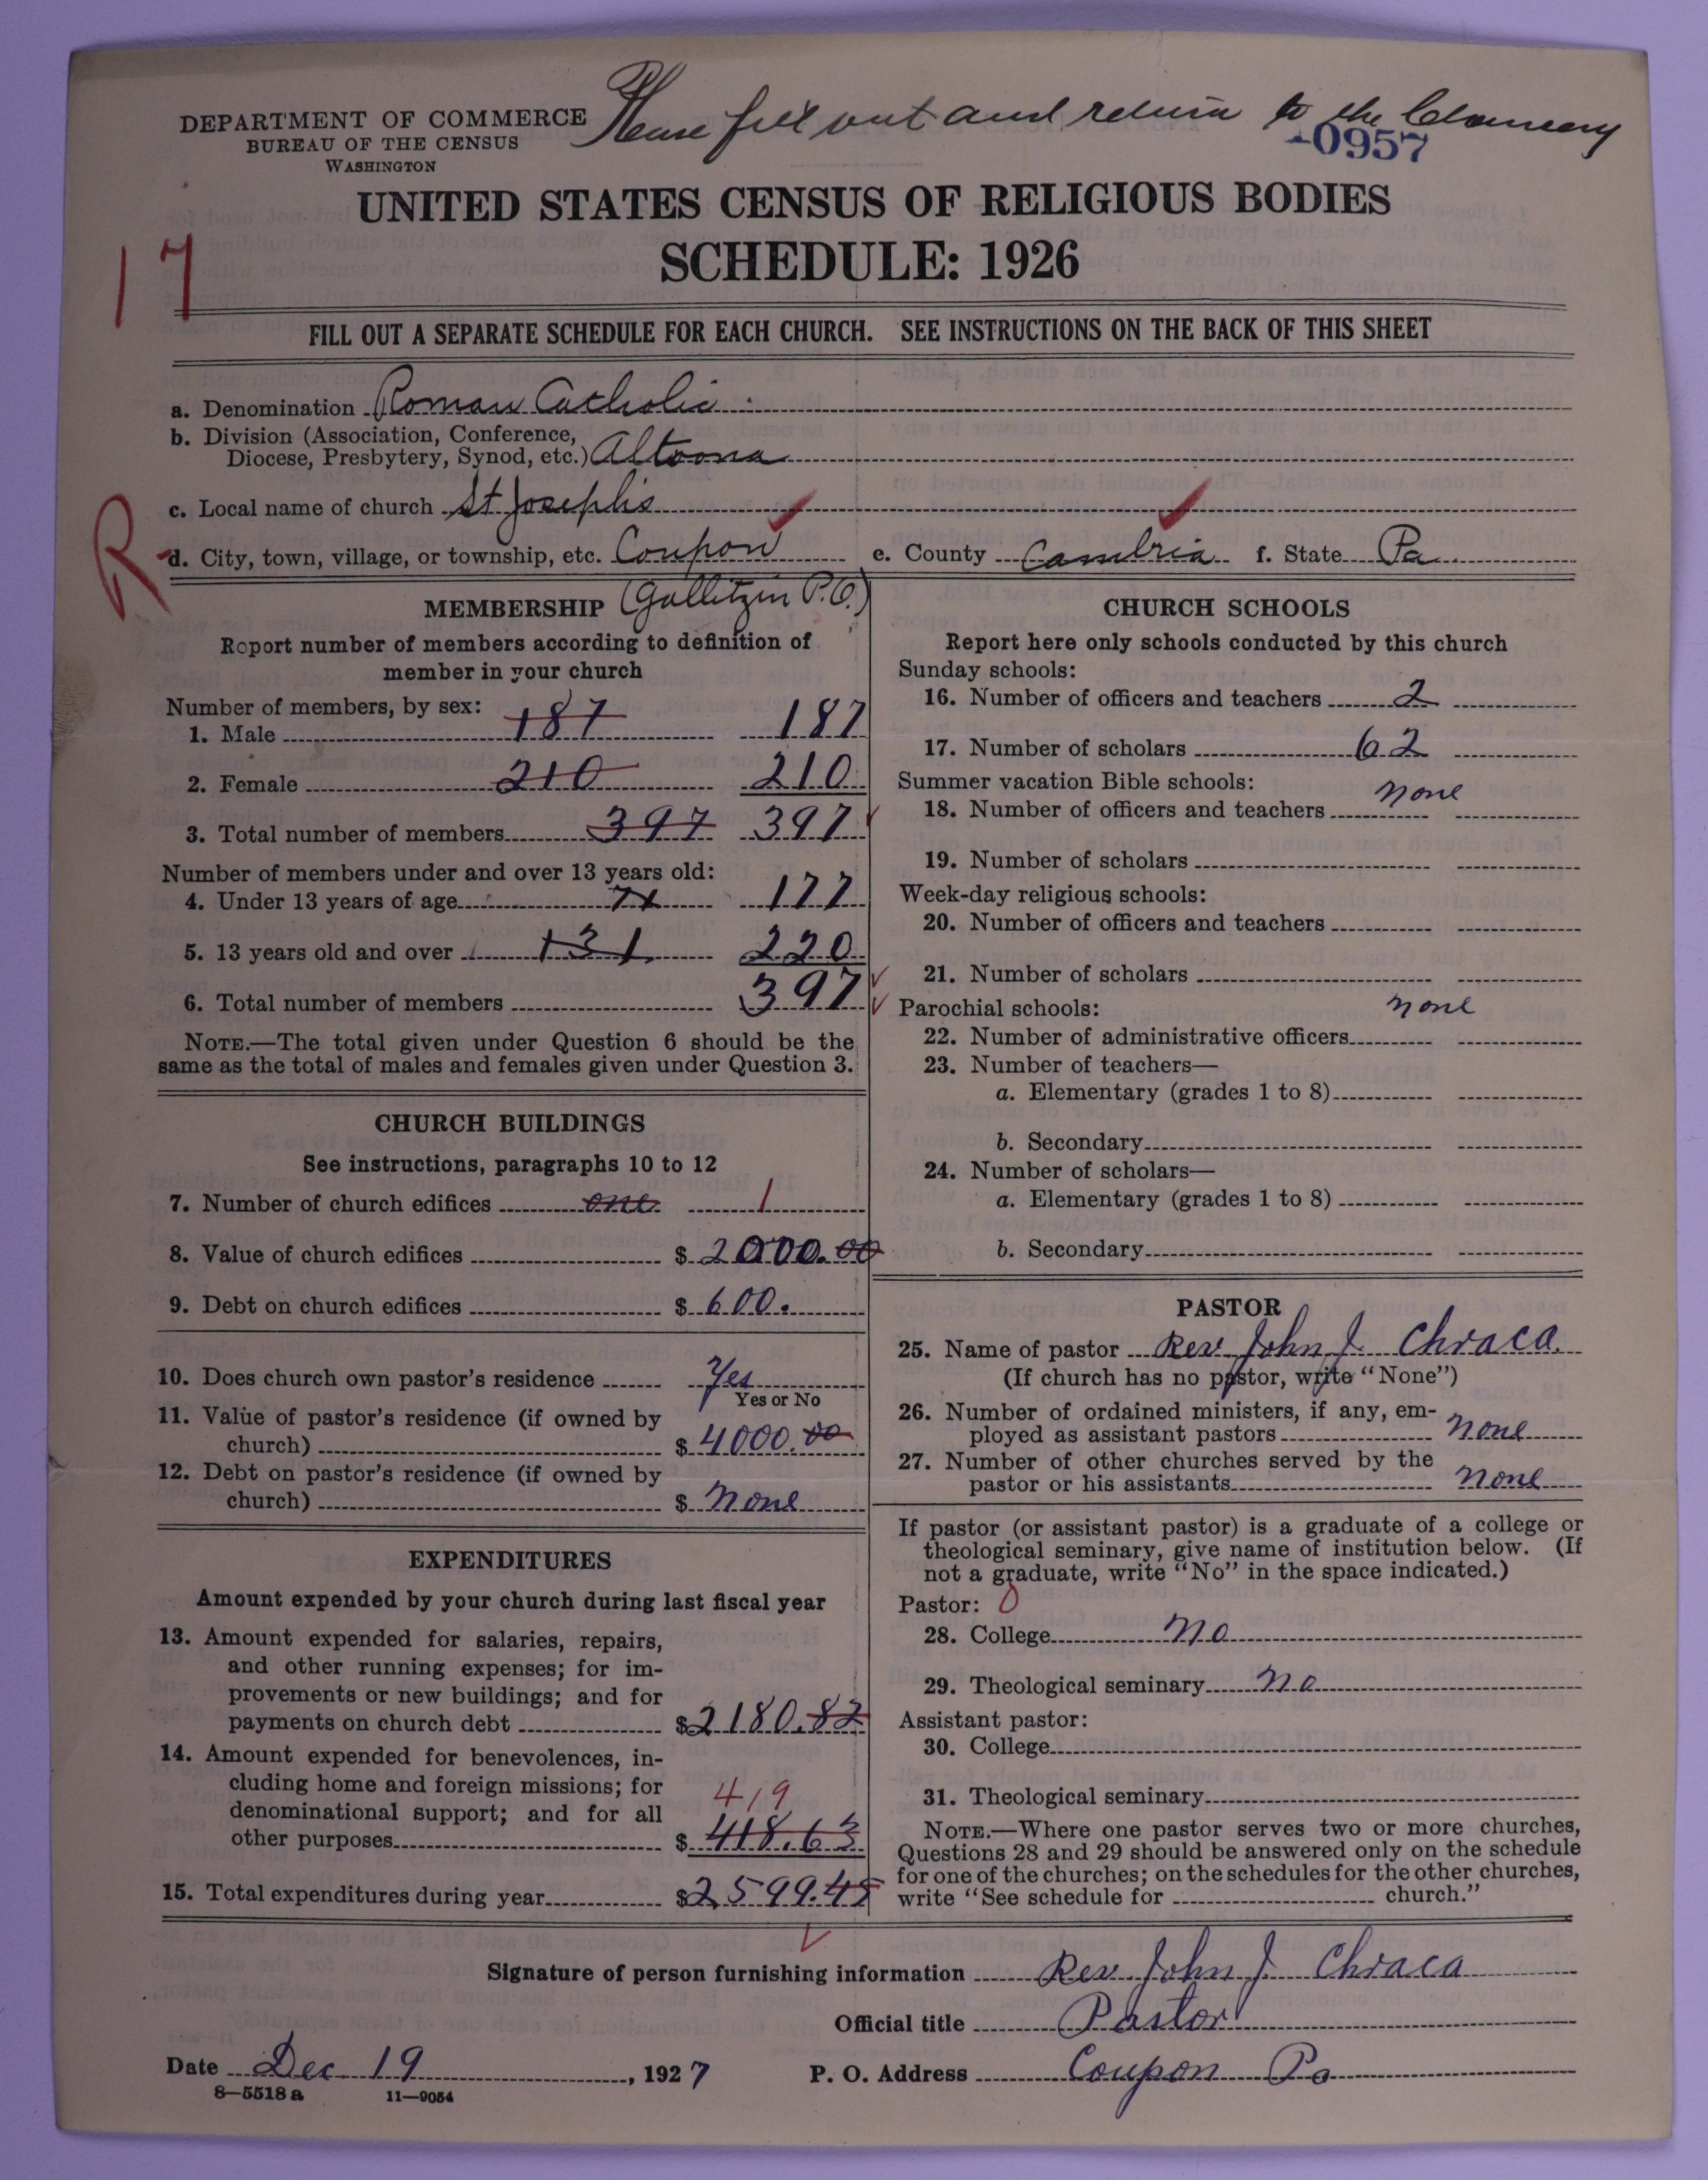 DEPARTMENT OF COMMERCE
BUREAU OF THE CENSUS
WASHINGTON
Please fill out and return to the Chancery
-0957
UNITED STATES CENSUS OF RELIGIOUS BODIES
SCHEDULE: 1926
17
FILL OUT A SEPARATE SCHEDULE FOR EACH CHURCH. SEE INSTRUCTIONS ON THE BACK OF THIS SHEET
a. Denomination Roman Catholic
b. Division (Association, Conference,
Diocese, Presbytery, Synod, etc.) Altoona
c. Local name of church St Josephs
R
d. City, town, village, or township, etc. Coupon e. County Cambria f. State Pa
MEMBERSHIP (Gallitzin P.O.)
Report number of members according to definition of
member in your church
Number of members, by sex:
1. Male 187 187
2. Female 210 210
3. Total number of members 397 397
Number of members under and over 13 years old:
4. Under 13 years of age 71 177
5. 13 years old and over 131 220
6. Total number of members 397
NOTE.—The total given under Question 6 should be the
same as the total of males and females given under Question 3.
CHURCH BUILDINGS
See instructions, paragraphs 10 to 12
7. Number of church edifices one 1
8. Value of church edifices $ 2000.00
9. Debt on church edifices $ 600.
10. Does church own pastor's residence Yes
Yes or No
11. Value of pastor's residence (if owned by
church) $ 4000.00
12. Debt on pastor's residence (if owned by
church) $ none
EXPENDITURES
Amount expended by your church during last fiscal year
13. Amount expended for salaries, repairs,
and other running expenses; for im-
provements or new buildings; and for
payments on church debt $ 2180.82
14. Amount expended for benevolences, in-
cluding home and foreign missions; for
denominational support; and for all
419
other purposes $ 418.63
15. Total expenditures during year $ 2599.45
CHURCH SCHOOLS
Report here only schools conducted by this church
Sunday schools:
16. Number of officers and teachers 2
17. Number of scholars 62
Summer vacation Bible schools:
18. Number of officers and teachers none
19. Number of scholars
Week-day religious schools:
20. Number of officers and teachers
21. Number of scholars
Parochial schools: none
22. Number of administrative officers
23. Number of teachers—
a. Elementary (grades 1 to 8)
b. Secondary
24. Number of scholars—
a. Elementary (grades 1 to 8)
b. Secondary
PASTOR
25. Name of pastor Rev John J. Chraca
(If church has no pastor, write "None")
26. Number of ordained ministers, if any, em-
ployed as assistant pastors none
27. Number of other churches served by the
pastor or his assistants none
If pastor (or assistant pastor) is a graduate of a college or
theological seminary, give name of institution below. (If
not a graduate, write "No" in the space indicated.)
Pastor: 0
28. College no
29. Theological seminary no
Assistant pastor:
30. College
31. Theological seminary
NOTE.—Where one pastor serves two or more churches,
Questions 28 and 29 should be answered only on the schedule
for one of the churches; on the schedules for the other churches,
write "See schedule for church."
Signature of person furnishing information Rev. John J. Chraca
Official title Pastor
Date Dec 19, 1927 P. O. Address Coupon Pa
8—5518 a 11—9054